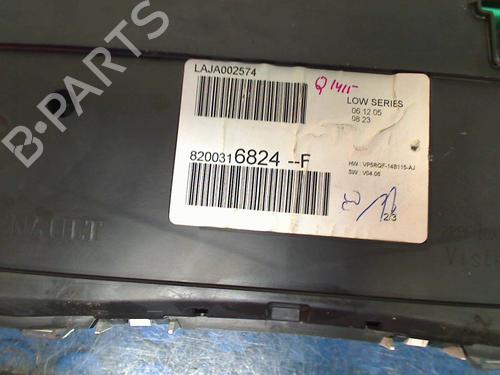 LAJA002574
Q 1415
LOW SERIES
06 12 05
08 23
8200316824 --F
HW : VP5RQF-14B115-AJ
SW : V04.06
2/3
B-PARTS